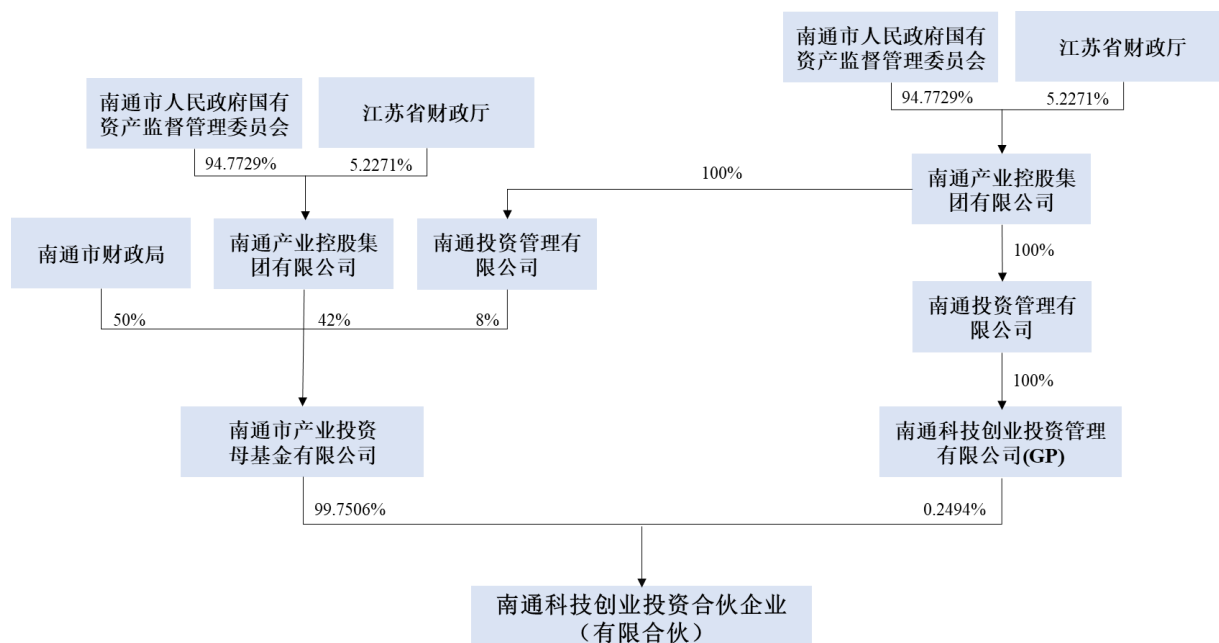 南通市人民政府国有
资产监督管理委员会
江苏省财政厅
94.7729%
5.2271%
南通市人民政府国有
资产监督管理委员会
江苏省财政厅
94.7729%
5.2271%
100%
南通产业控股集
团有限公司
南通市财政局
南通产业控股集
团有限公司
南通投资管理有
限公司
100%
50%
42%
8%
南通投资管理有
限公司
100%
南通市产业投资
母基金有限公司
南通科技创业投资管理
有限公司(GP)
99.7506%
0.2494%
南通科技创业投资合伙企业
（有限合伙）